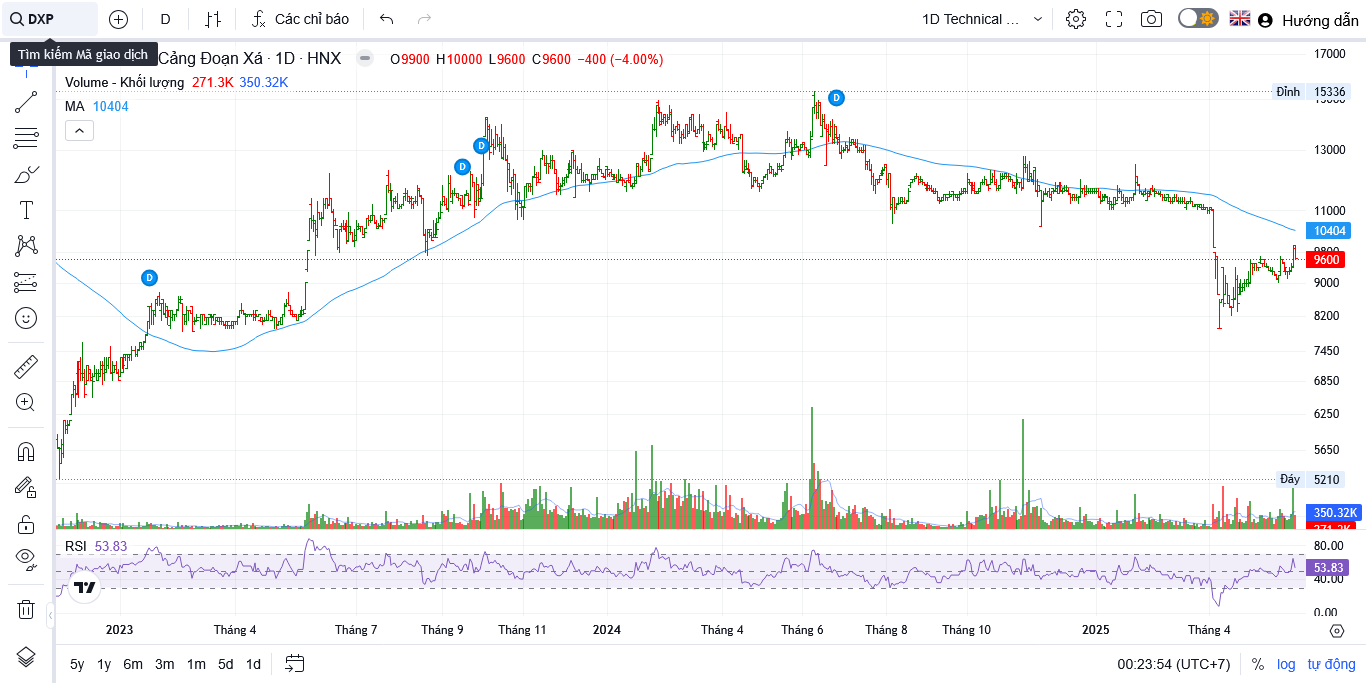 DXP
D
Các chỉ báo
1D Technical ...
Hướng dẫn
Tìm kiếm Mã giao dịch
Cảng Đoạn Xá · 1D · HNX
O9900 H10000 L9600 C9600 −400 (−4.00%)
Volume - Khối lượng 271.3K 350.32K
MA 10404
D
D
D
D
17000
Đỉnh 15336
15000
13000
11000
10404
9800
9600
9000
8200
7450
6850
6250
5650
Đáy 5210
350.32K
271.3K
RSI 53.83
80.00
53.83
40.00
0.00
2023
Tháng 4
Tháng 7
Tháng 9
Tháng 11
2024
Tháng 4
Tháng 6
Tháng 8
Tháng 10
2025
Tháng 4
5y 1y 6m 3m 1m 5d 1d
00:23:54 (UTC+7)
% log tự động